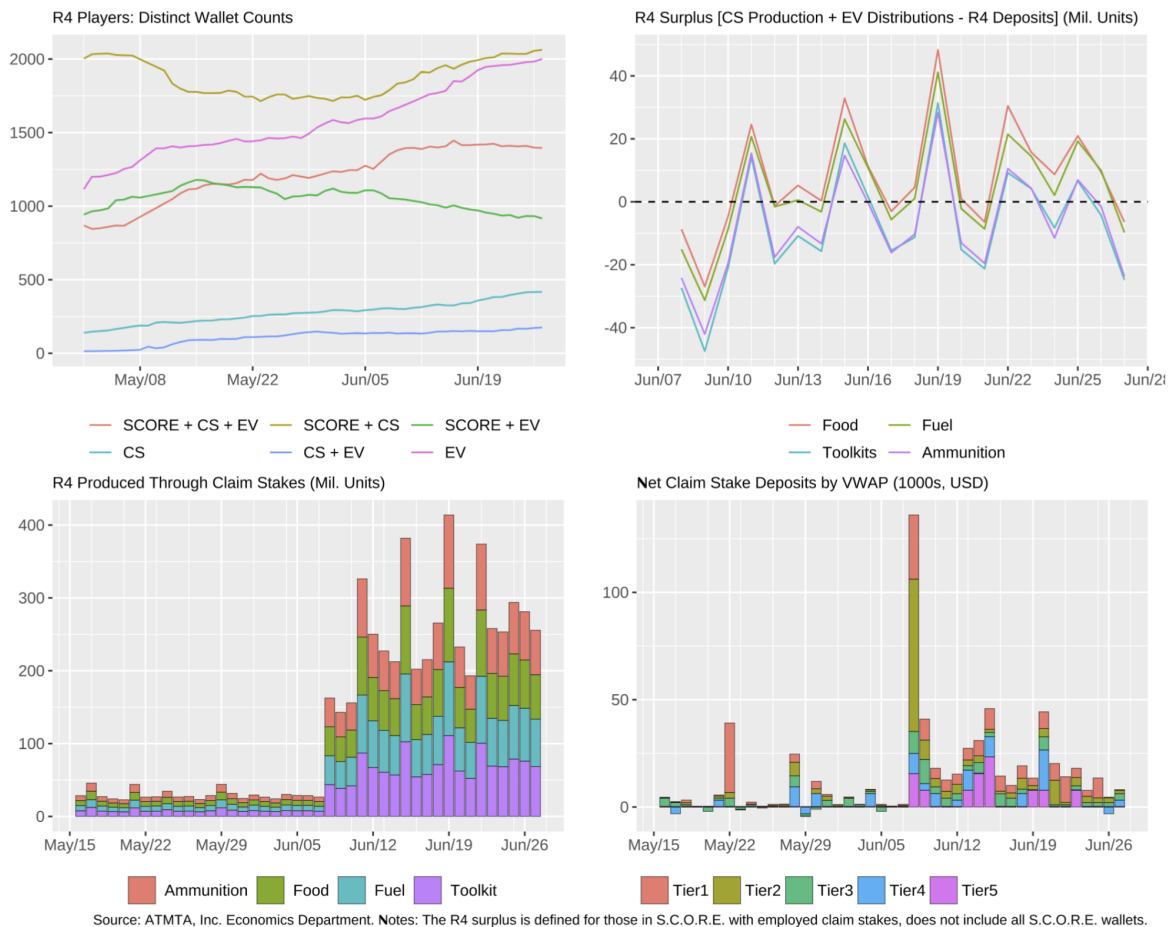 R4 Players: Distinct Wallet Counts
2000
1500
1000
500
0
May/08 May/22 Jun/05 Jun/19
SCORE + CS + EV SCORE + CS SCORE + EV
CS CS + EV EV
R4 Surplus [CS Production + EV Distributions - R4 Deposits] (Mil. Units)
40
20
0
-20
-40
Jun/07 Jun/10 Jun/13 Jun/16 Jun/19 Jun/22 Jun/25
Food Fuel
Toolkits Ammunition
R4 Produced Through Claim Stakes (Mil. Units)
400
300
200
100
0
May/15 May/22 May/29 Jun/05 Jun/12 Jun/19 Jun/26
Ammunition Food Fuel Toolkit
Net Claim Stake Deposits by VWAP (1000s, USD)
100
50
0
May/15 May/22 May/29 Jun/05 Jun/12 Jun/19 Jun/26
Tier1 Tier2 Tier3 Tier4 Tier5
Source: ATMTA, Inc. Economics Department. Notes: The R4 surplus is defined for those in S.C.O.R.E. with employed claim stakes, does not include all S.C.O.R.E. wallets.